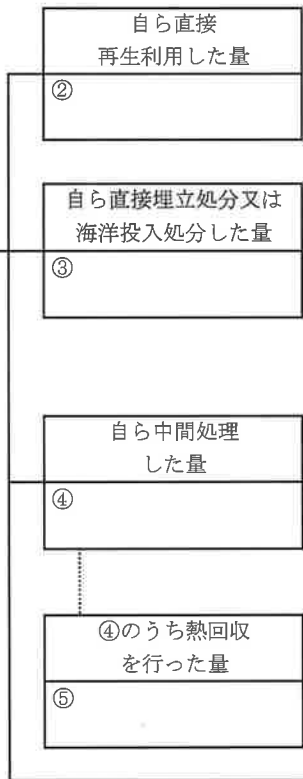 自ら直接
再生利用した量
②
自ら直接埋立処分又は
海洋投入処分した量
③
自ら中間処理
した量
④
④のうち熱回収
を行った量
⑤